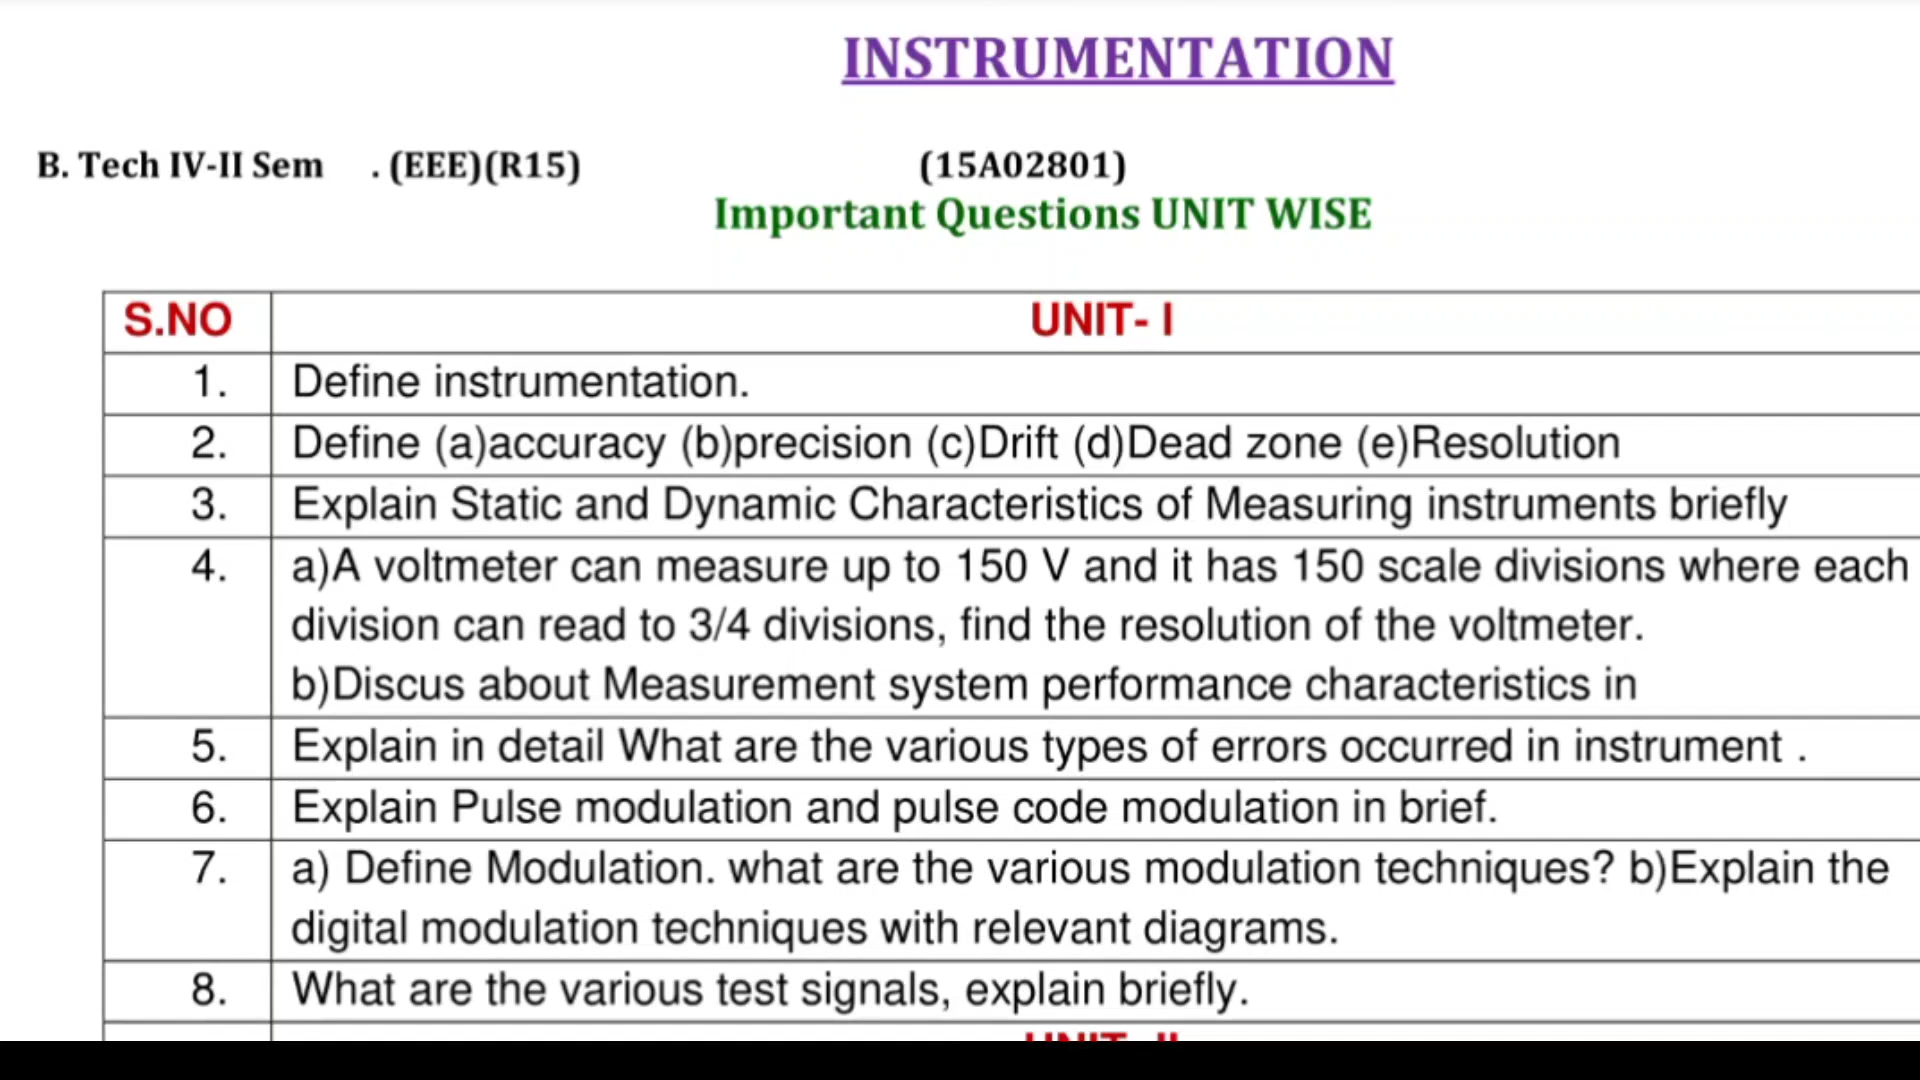 INSTRUMENTATION
B. Tech IV-II Sem . (EEE)(R15) (15A02801)
Important Questions UNIT WISE
S.NO UNIT- I
1. Define instrumentation.
2. Define (a)accuracy (b)precision (c)Drift (d)Dead zone (e)Resolution
3. Explain Static and Dynamic Characteristics of Measuring instruments briefly
4. a)A voltmeter can measure up to 150 V and it has 150 scale divisions where each
division can read to 3/4 divisions, find the resolution of the voltmeter.
b)Discus about Measurement system performance characteristics in
5. Explain in detail What are the various types of errors occurred in instrument .
6. Explain Pulse modulation and pulse code modulation in brief.
7. a) Define Modulation. what are the various modulation techniques? b)Explain the
digital modulation techniques with relevant diagrams.
8. What are the various test signals, explain briefly.